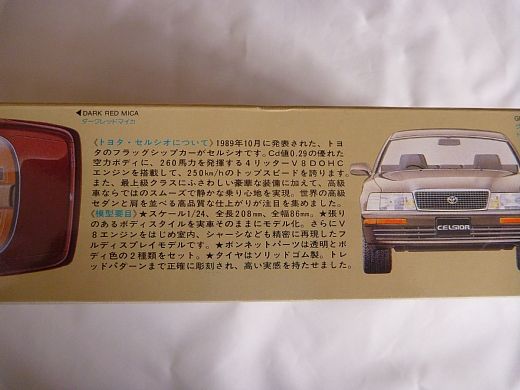 ◀DARK RED MICA
ダークレッドマイカ
《トヨタ・セルシオについて》1989年10月に発表された、トヨ
タのフラッグシップカーがセルシオです。Cd値0.29の優れた
空力ボディに、260馬力を発揮する4リッターV8DOHC
エンジンを搭載して、250km/hのトップスピードを誇ります。
また、最上級クラスにふさわしい豪華な装備に加えて、高級
車ならではのスムーズで静かな乗り心地を実現。世界の高級
セダンと肩を並べる高品質な仕上がりが注目を集めました。
《模型要目》★スケール1/24、全長208mm、全幅86mm。★張り
のあるボディスタイルを実車そのままにモデル化。さらにV
8エンジンをはじめ室内、シャーシなども精密に再現したフ
ルディスプレイモデルです。★ボンネットパーツは透明とボ
ディ色の2種類をセット。★タイヤはソリッドゴム製。トレ
ッドパターンまで正確に彫刻され、高い実感を持たせました。
CELSIOR